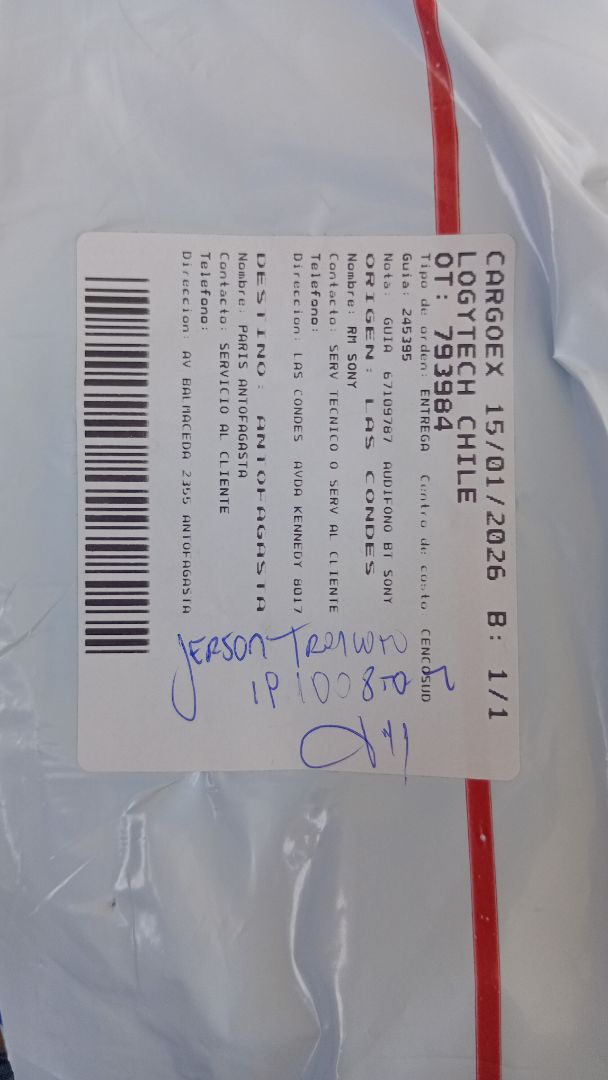 CARGOEX 15/01/2026 B: 1/1
LOGYTECH CHILE
OT: 793984
Tipo de orden: ENTREGA Centro de costo CENCOSUD
Guia: 245395
Nota: GUIA 67109787 AUDIFONO BT SONY
ORIGEN: LAS CONDES
Nombre: RM SONY
Contacto: SERV TECNICO O SERV AL CLIENTE
Telefono:
Direccion: LAS CONDES AVDA KENNEDY 8017
DESTINO: ANTOFAGASTA
Nombre: PARIS ANTOFAGASTA
Contacto: SERVICIO AL CLIENTE
Telefono:
Direccion: AV BALMACEDA 2355 ANTOFAGASTA
JERSON